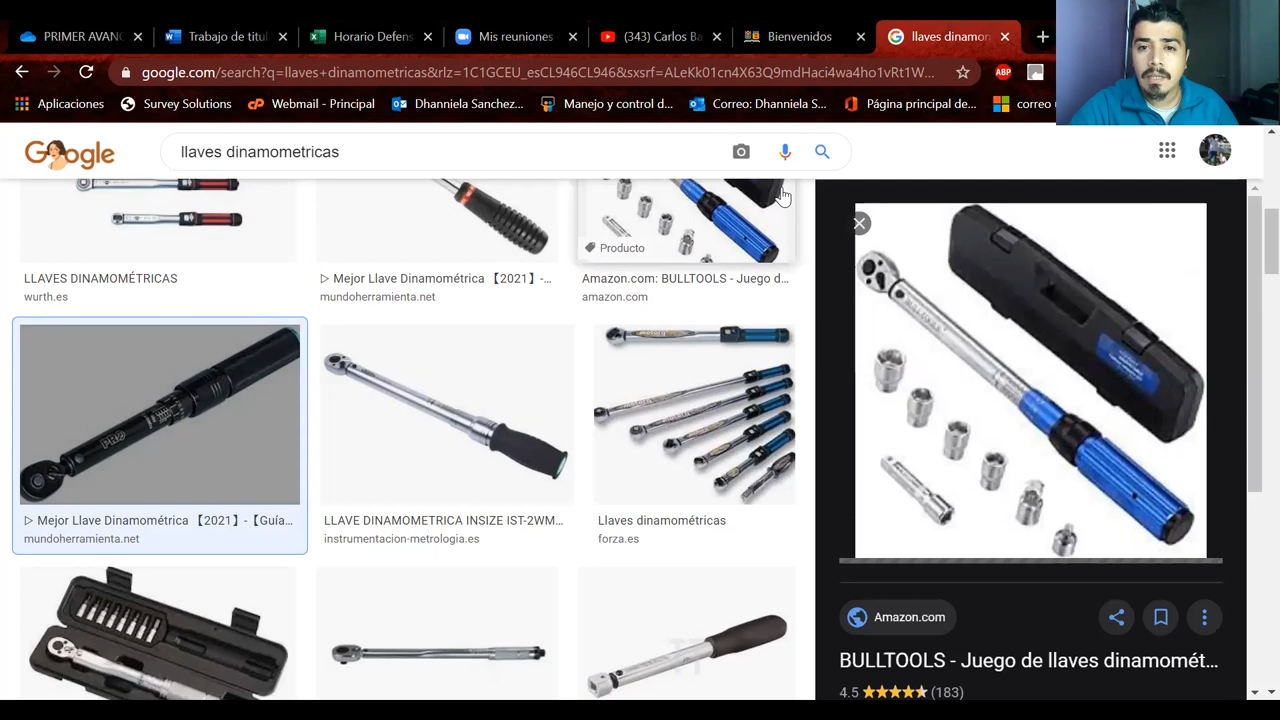 PRIMER AVANC
Trabajo de titul
Horario Defens
Mis reuniones
(343) Carlos Ba
Bienvenidos
llaves dinamom
google.com/search?q=llaves+dinamometricas&rlz=1C1GCEU_esCL946CL946&sxsrf=ALeKk01cn4X63Q9mdHaci4wa4ho1vRt1W...
ABP
Aplicaciones
Survey Solutions
Webmail - Principal
Dhanniela Sanchez...
Manejo y control d...
Correo: Dhanniela S...
Página principal de...
correo
Google
llaves dinamometricas
Producto
LLAVES DINAMOMÉTRICAS
wurth.es
▷ Mejor Llave Dinamométrica 【2021】-...
mundoherramienta.net
Amazon.com: BULLTOOLS - Juego d...
amazon.com
PRO
▷ Mejor Llave Dinamométrica 【2021】-【Guía...
mundoherramienta.net
LLAVE DINAMOMETRICA INSIZE IST-2WM...
instrumentacion-metrologia.es
Llaves dinamométricas
forza.es
BULLTOOLS
Amazon.com
BULLTOOLS - Juego de llaves dinamomét...
4.5
(183)